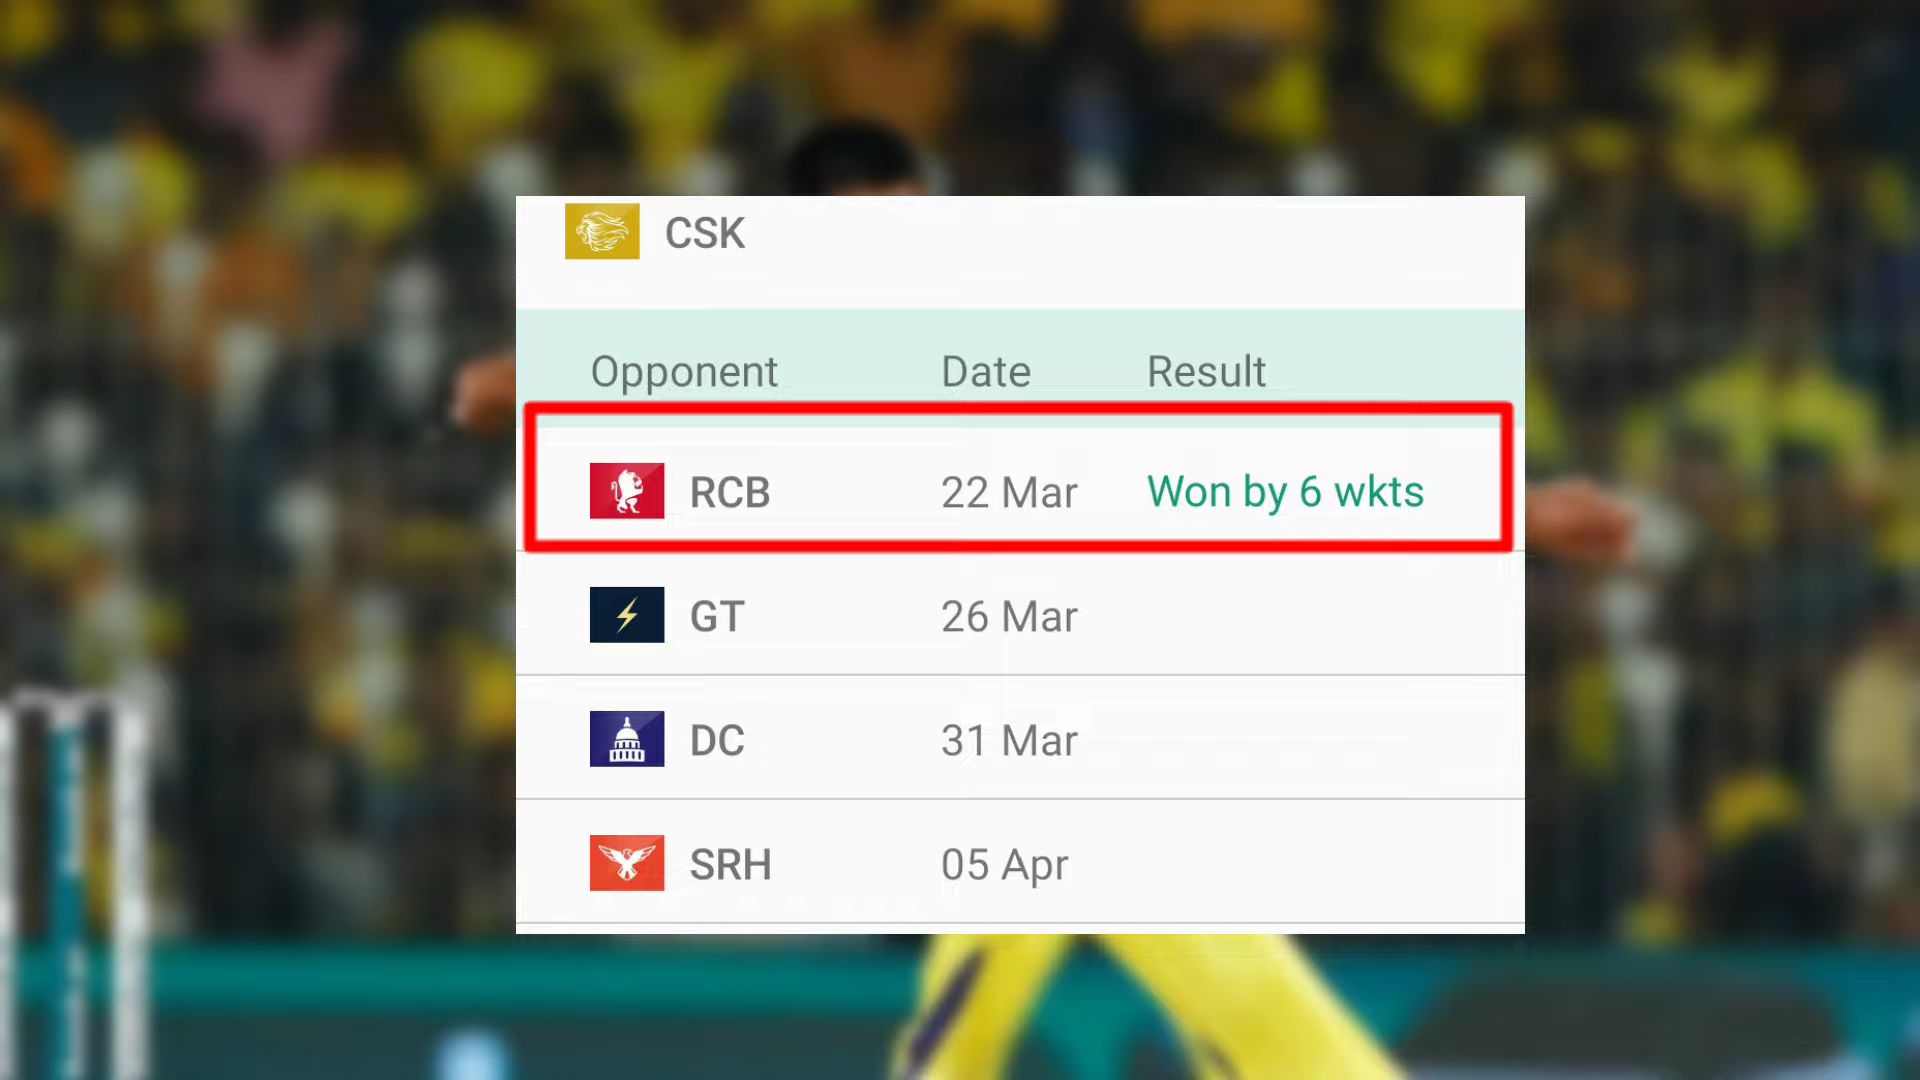 CSK
Opponent Date Result
RCB 22 Mar Won by 6 wkts
GT 26 Mar
DC 31 Mar
SRH 05 Apr